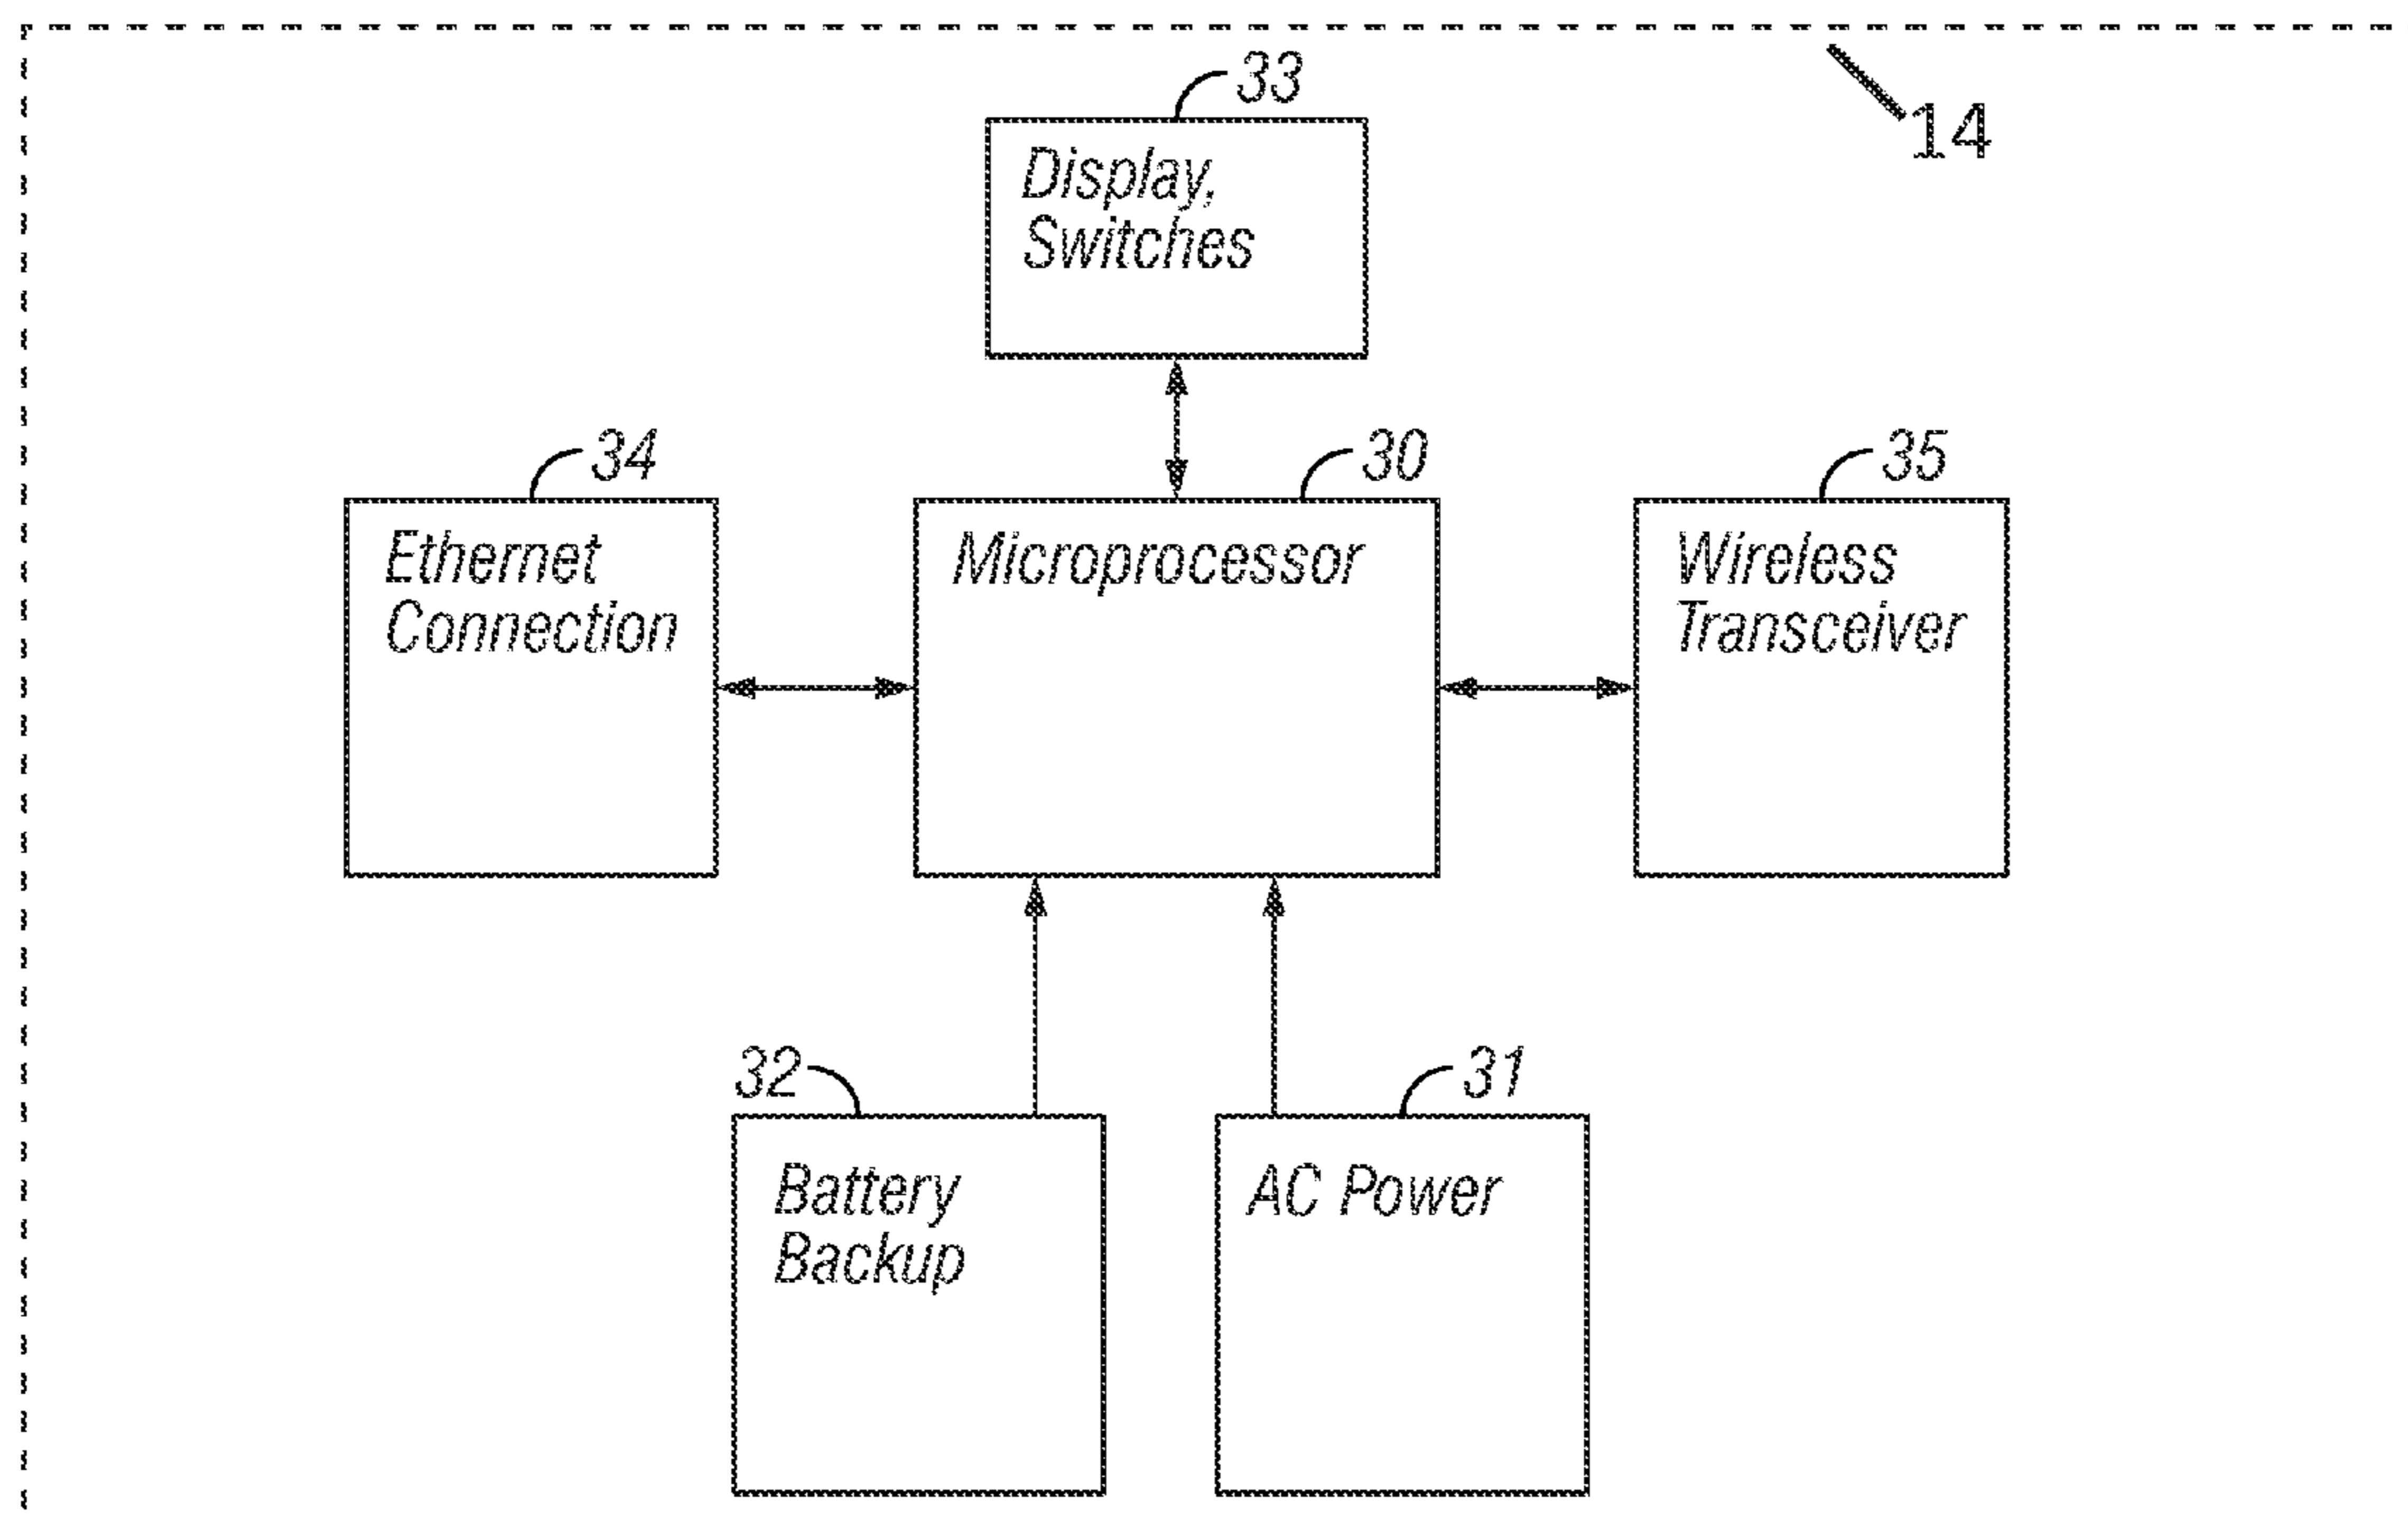 33
14
Display,
Switches
34
30
35
Ethernet
Connection
Microprocessor
Wireless
Transceiver
32
31
Battery
Backup
AC Power